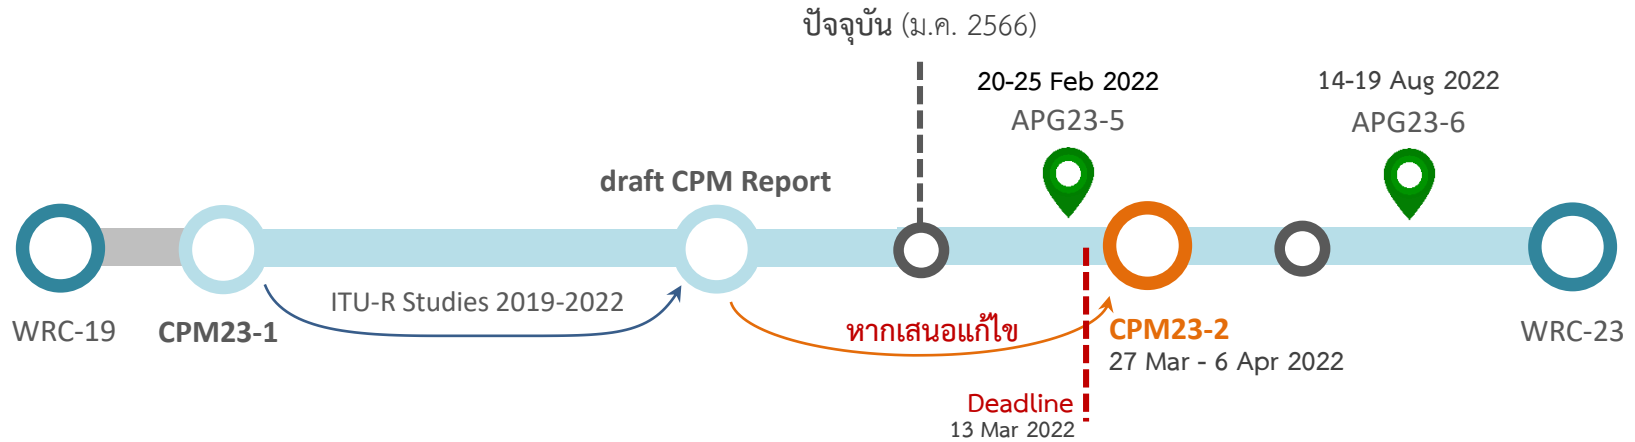 ปัจจุบัน (ม.ค. 2566)
20-25 Feb 2022
APG23-5
14-19 Aug 2022
APG23-6
draft CPM Report
ITU-R Studies 2019-2022
WRC-19
CPM23-1
หากเสนอแก้ไข
CPM23-2
27 Mar - 6 Apr 2022
WRC-23
Deadline
13 Mar 2022